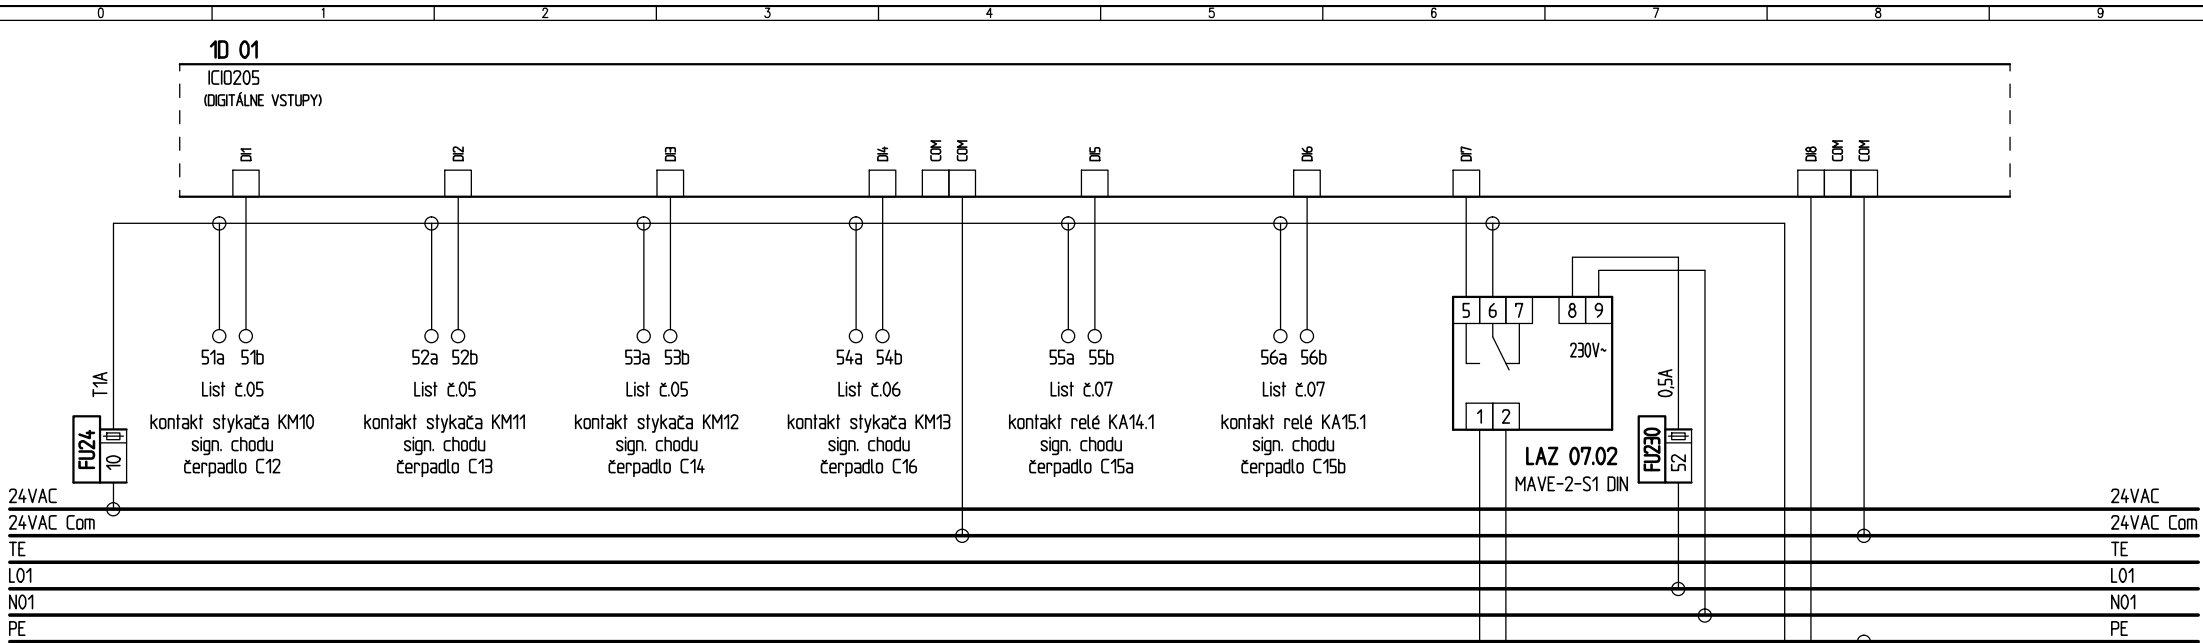 0 1 2 3 4 5 6 7 8 9
1D 01
ICIO205
(DIGITÁLNE VSTUPY)
DI1 DI2 DI3 DI4 COM COM DI5 DI6 DI7 DI8 COM COM
5 6 7 8 9
230V~
51a 51b 52a 52b 53a 53b 54a 54b 55a 55b 56a 56b
T1A
0,5A
List č.05
kontakt stykača KM10
sign. chodu
čerpadlo C12
List č.05
kontakt stykača KM11
sign. chodu
čerpadlo C13
List č.05
kontakt stykača KM12
sign. chodu
čerpadlo C14
List č.06
kontakt stykača KM13
sign. chodu
čerpadlo C16
List č.07
kontakt relé KA14.1
sign. chodu
čerpadlo C15a
List č.07
kontakt relé KA15.1
sign. chodu
čerpadlo C15b
1 2
FU24
10
LAZ 07.02
MAVE-2-S1 DIN
FU230
52
24VAC 24VAC
24VAC Com 24VAC Com
TE TE
L01 L01
N01 N01
PE PE